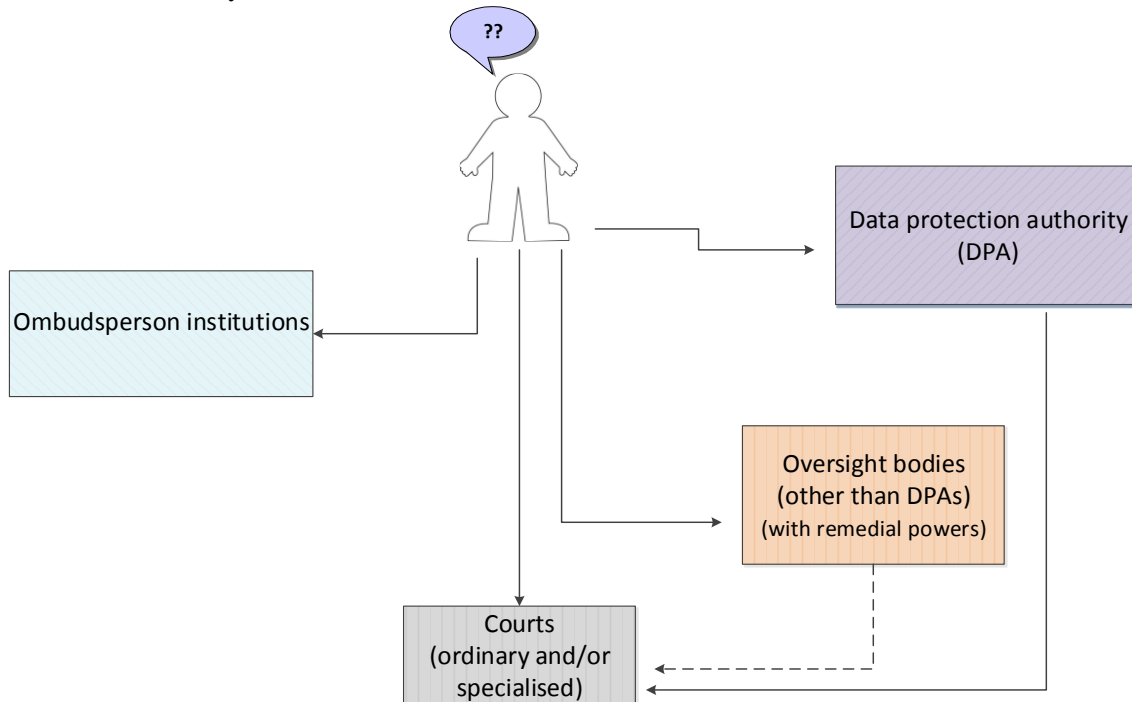 ??
Data protection authority
(DPA)
Ombudsperson institutions
Oversight bodies
(other than DPAs)
(with remedial powers)
Courts
(ordinary and/or
specialised)